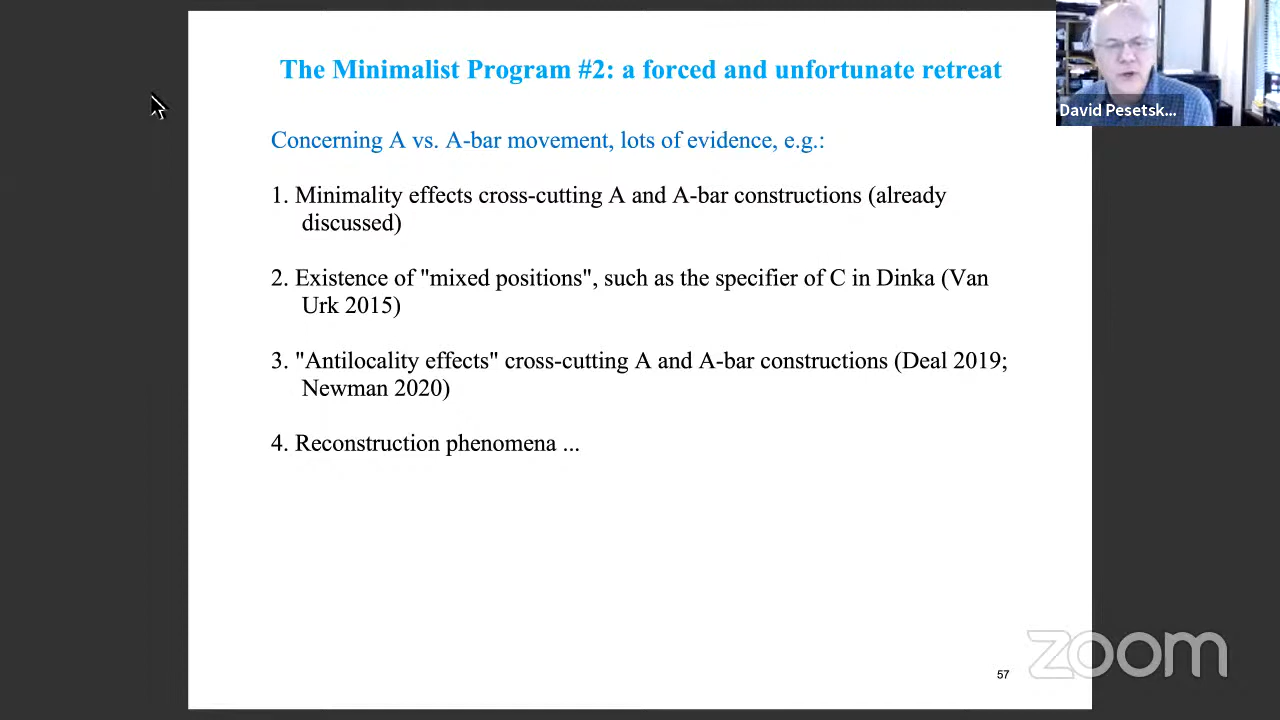 The Minimalist Program #2: a forced and unfortunate retreat
David Pesetsk...
Concerning A vs. A-bar movement, lots of evidence, e.g.:
1. Minimality effects cross-cutting A and A-bar constructions (already
discussed)
2. Existence of "mixed positions", such as the specifier of C in Dinka (Van
Urk 2015)
3. "Antilocality effects" cross-cutting A and A-bar constructions (Deal 2019;
Newman 2020)
4. Reconstruction phenomena ...
zoom
57